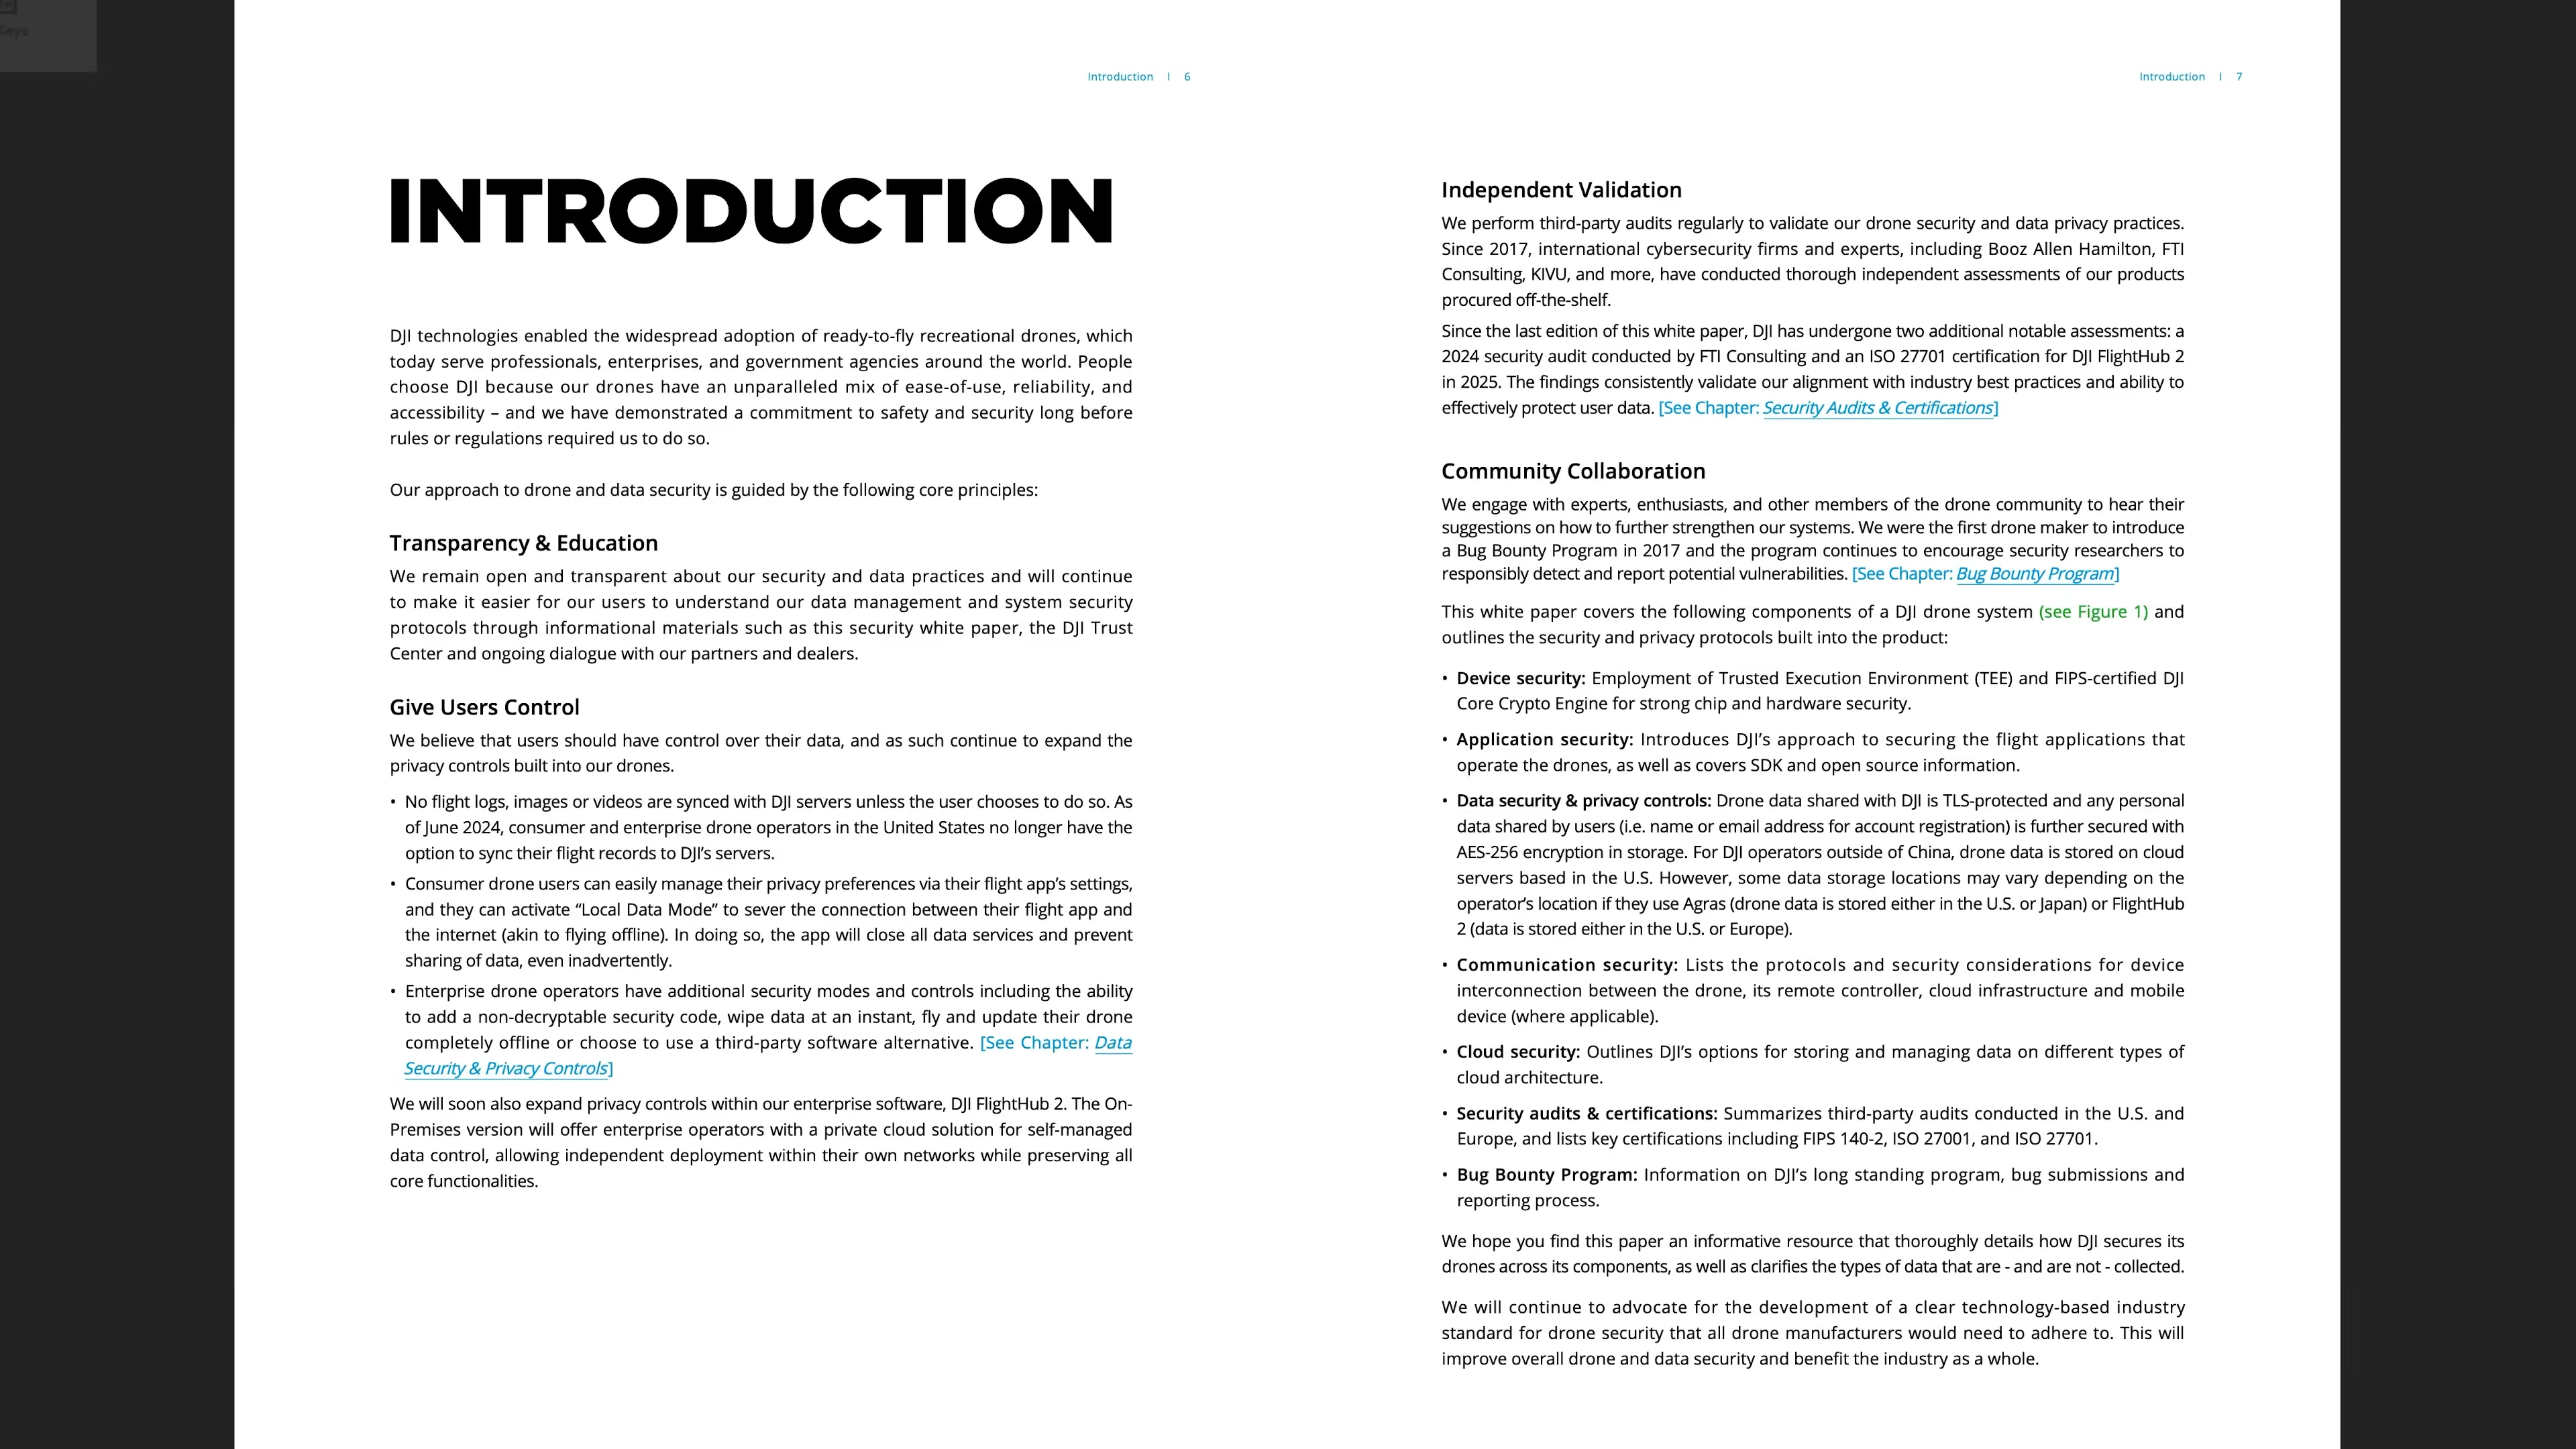 Keys
Introduction | 6
INTRODUCTION
DJI technologies enabled the widespread adoption of ready-to-fly recreational drones, which
today serve professionals, enterprises, and government agencies around the world. People
choose DJI because our drones have an unparalleled mix of ease-of-use, reliability, and
accessibility – and we have demonstrated a commitment to safety and security long before
rules or regulations required us to do so.
Our approach to drone and data security is guided by the following core principles:
Transparency & Education
We remain open and transparent about our security and data practices and will continue
to make it easier for our users to understand our data management and system security
protocols through informational materials such as this security white paper, the DJI Trust
Center and ongoing dialogue with our partners and dealers.
Give Users Control
We believe that users should have control over their data, and as such continue to expand the
privacy controls built into our drones.
• No flight logs, images or videos are synced with DJI servers unless the user chooses to do so. As
of June 2024, consumer and enterprise drone operators in the United States no longer have the
option to sync their flight records to DJI’s servers.
• Consumer drone users can easily manage their privacy preferences via their flight app’s settings,
and they can activate “Local Data Mode” to sever the connection between their flight app and
the internet (akin to flying offline). In doing so, the app will close all data services and prevent
sharing of data, even inadvertently.
• Enterprise drone operators have additional security modes and controls including the ability
to add a non-decryptable security code, wipe data at an instant, fly and update their drone
completely offline or choose to use a third-party software alternative. [See Chapter: Data
Security & Privacy Controls]
We will soon also expand privacy controls within our enterprise software, DJI FlightHub 2. The On-
Premises version will offer enterprise operators with a private cloud solution for self-managed
data control, allowing independent deployment within their own networks while preserving all
core functionalities.
Introduction | 7
Independent Validation
We perform third-party audits regularly to validate our drone security and data privacy practices.
Since 2017, international cybersecurity firms and experts, including Booz Allen Hamilton, FTI
Consulting, KIVU, and more, have conducted thorough independent assessments of our products
procured off-the-shelf.
Since the last edition of this white paper, DJI has undergone two additional notable assessments: a
2024 security audit conducted by FTI Consulting and an ISO 27701 certification for DJI FlightHub 2
in 2025. The findings consistently validate our alignment with industry best practices and ability to
effectively protect user data. [See Chapter: Security Audits & Certifications]
Community Collaboration
We engage with experts, enthusiasts, and other members of the drone community to hear their
suggestions on how to further strengthen our systems. We were the first drone maker to introduce
a Bug Bounty Program in 2017 and the program continues to encourage security researchers to
responsibly detect and report potential vulnerabilities. [See Chapter: Bug Bounty Program]
This white paper covers the following components of a DJI drone system (see Figure 1) and
outlines the security and privacy protocols built into the product:
• Device security: Employment of Trusted Execution Environment (TEE) and FIPS-certified DJI
Core Crypto Engine for strong chip and hardware security.
• Application security: Introduces DJI’s approach to securing the flight applications that
operate the drones, as well as covers SDK and open source information.
• Data security & privacy controls: Drone data shared with DJI is TLS-protected and any personal
data shared by users (i.e. name or email address for account registration) is further secured with
AES-256 encryption in storage. For DJI operators outside of China, drone data is stored on cloud
servers based in the U.S. However, some data storage locations may vary depending on the
operator’s location if they use Agras (drone data is stored either in the U.S. or Japan) or FlightHub
2 (data is stored either in the U.S. or Europe).
• Communication security: Lists the protocols and security considerations for device
interconnection between the drone, its remote controller, cloud infrastructure and mobile
device (where applicable).
• Cloud security: Outlines DJI’s options for storing and managing data on different types of
cloud architecture.
• Security audits & certifications: Summarizes third-party audits conducted in the U.S. and
Europe, and lists key certifications including FIPS 140-2, ISO 27001, and ISO 27701.
• Bug Bounty Program: Information on DJI’s long standing program, bug submissions and
reporting process.
We hope you find this paper an informative resource that thoroughly details how DJI secures its
drones across its components, as well as clarifies the types of data that are - and are not - collected.
We will continue to advocate for the development of a clear technology-based industry
standard for drone security that all drone manufacturers would need to adhere to. This will
improve overall drone and data security and benefit the industry as a whole.